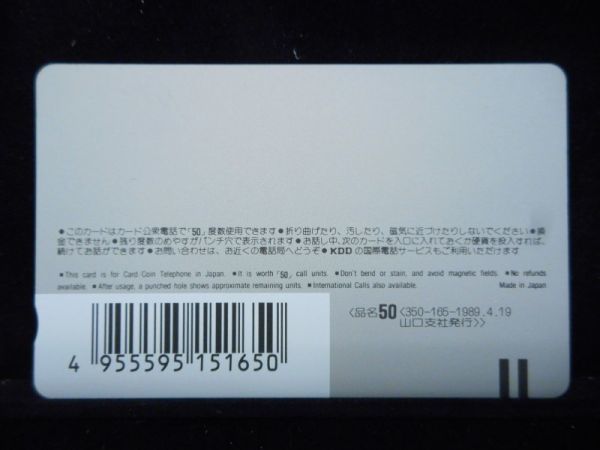 ●このカードはカード公衆電話で「50」度数使用できます●折り曲げたり、汚したり、磁気に近づけたりしないでください●換
金できません●残り度数のめやすがパンチ穴で表示されます●お話し中、次のカードを入口に入れておくか硬貨を投入すれば、
続けてお話ができます●お問い合わせは、お近くの電話局へどうぞ●KDDの国際電話サービスもご利用いただけます
●This card is for Card Coin Telephone in Japan. ●It is worth「50」call units. ●Don't bend or stain, and avoid magnetic fields. ●No refunds
available. ●After usage, a punched hole shows approximate remaining units. ●International Calls also available. Made in Japan
〈品名50〈350-165-1989.4.19
山口支社発行〉〉
4 955595 151650